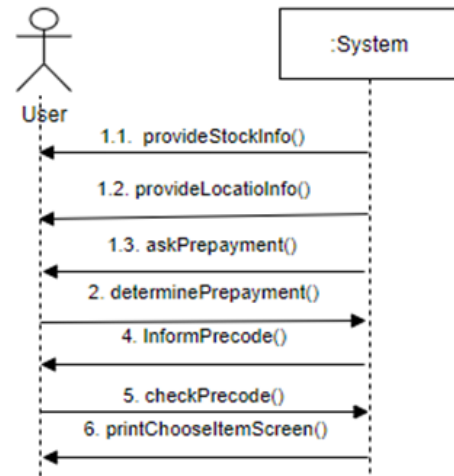 :System
User
1.1. provideStockInfo()
1.2. provideLocatioInfo()
1.3. askPrepayment()
2. determinePrepayment()
4. InformPrecode()
5. checkPrecode()
6. printChooseItemScreen()